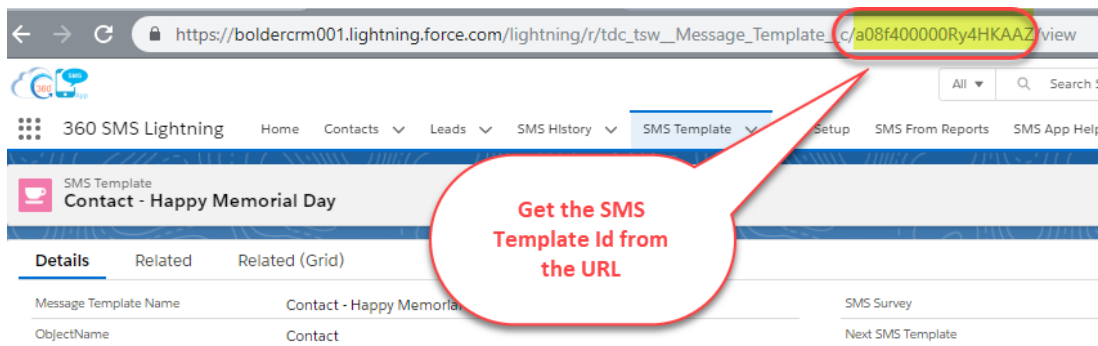 https://boldercrm001.lightning.force.com/lightning/r/tdc_tsw__Message_Template__c/a08f400000Ry4HKAAZ/view
360 SMS app
All Search S
360 SMS Lightning Home Contacts Leads SMS HIstory SMS Template Setup SMS From Reports SMS App Help
SMS Template
Contact - Happy Memorial Day
Get the SMS
Template Id from
the URL
Details Related Related (Grid)
Message Template Name Contact - Happy Memorial SMS Survey
ObjectName Contact Next SMS Template